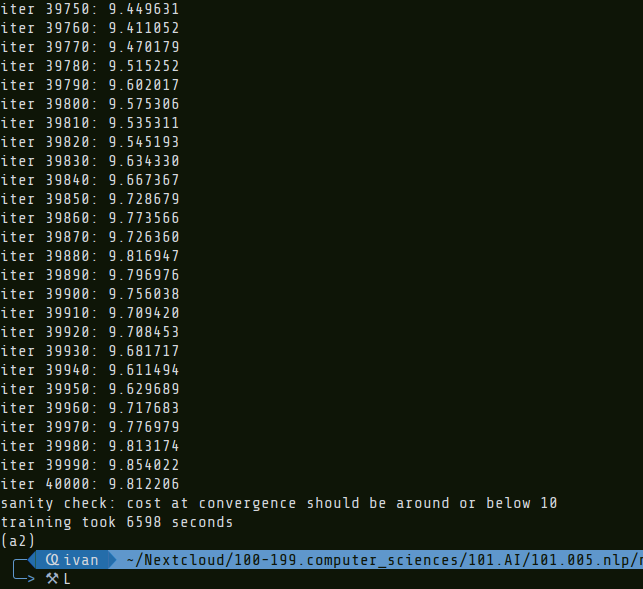 iter 39750: 9.449631
iter 39760: 9.411052
iter 39770: 9.470179
iter 39780: 9.515252
iter 39790: 9.602017
iter 39800: 9.575306
iter 39810: 9.535311
iter 39820: 9.545193
iter 39830: 9.634330
iter 39840: 9.667367
iter 39850: 9.728679
iter 39860: 9.773566
iter 39870: 9.726360
iter 39880: 9.816947
iter 39890: 9.796976
iter 39900: 9.756038
iter 39910: 9.709420
iter 39920: 9.708453
iter 39930: 9.681717
iter 39940: 9.611494
iter 39950: 9.629689
iter 39960: 9.717683
iter 39970: 9.776979
iter 39980: 9.813174
iter 39990: 9.854022
iter 40000: 9.812206
sanity check: cost at convergence should be around or below 10
training took 6598 seconds
(a2)
ivan ~/Nextcloud/100-199.computer_sciences/101.AI/101.005.nlp/
> L